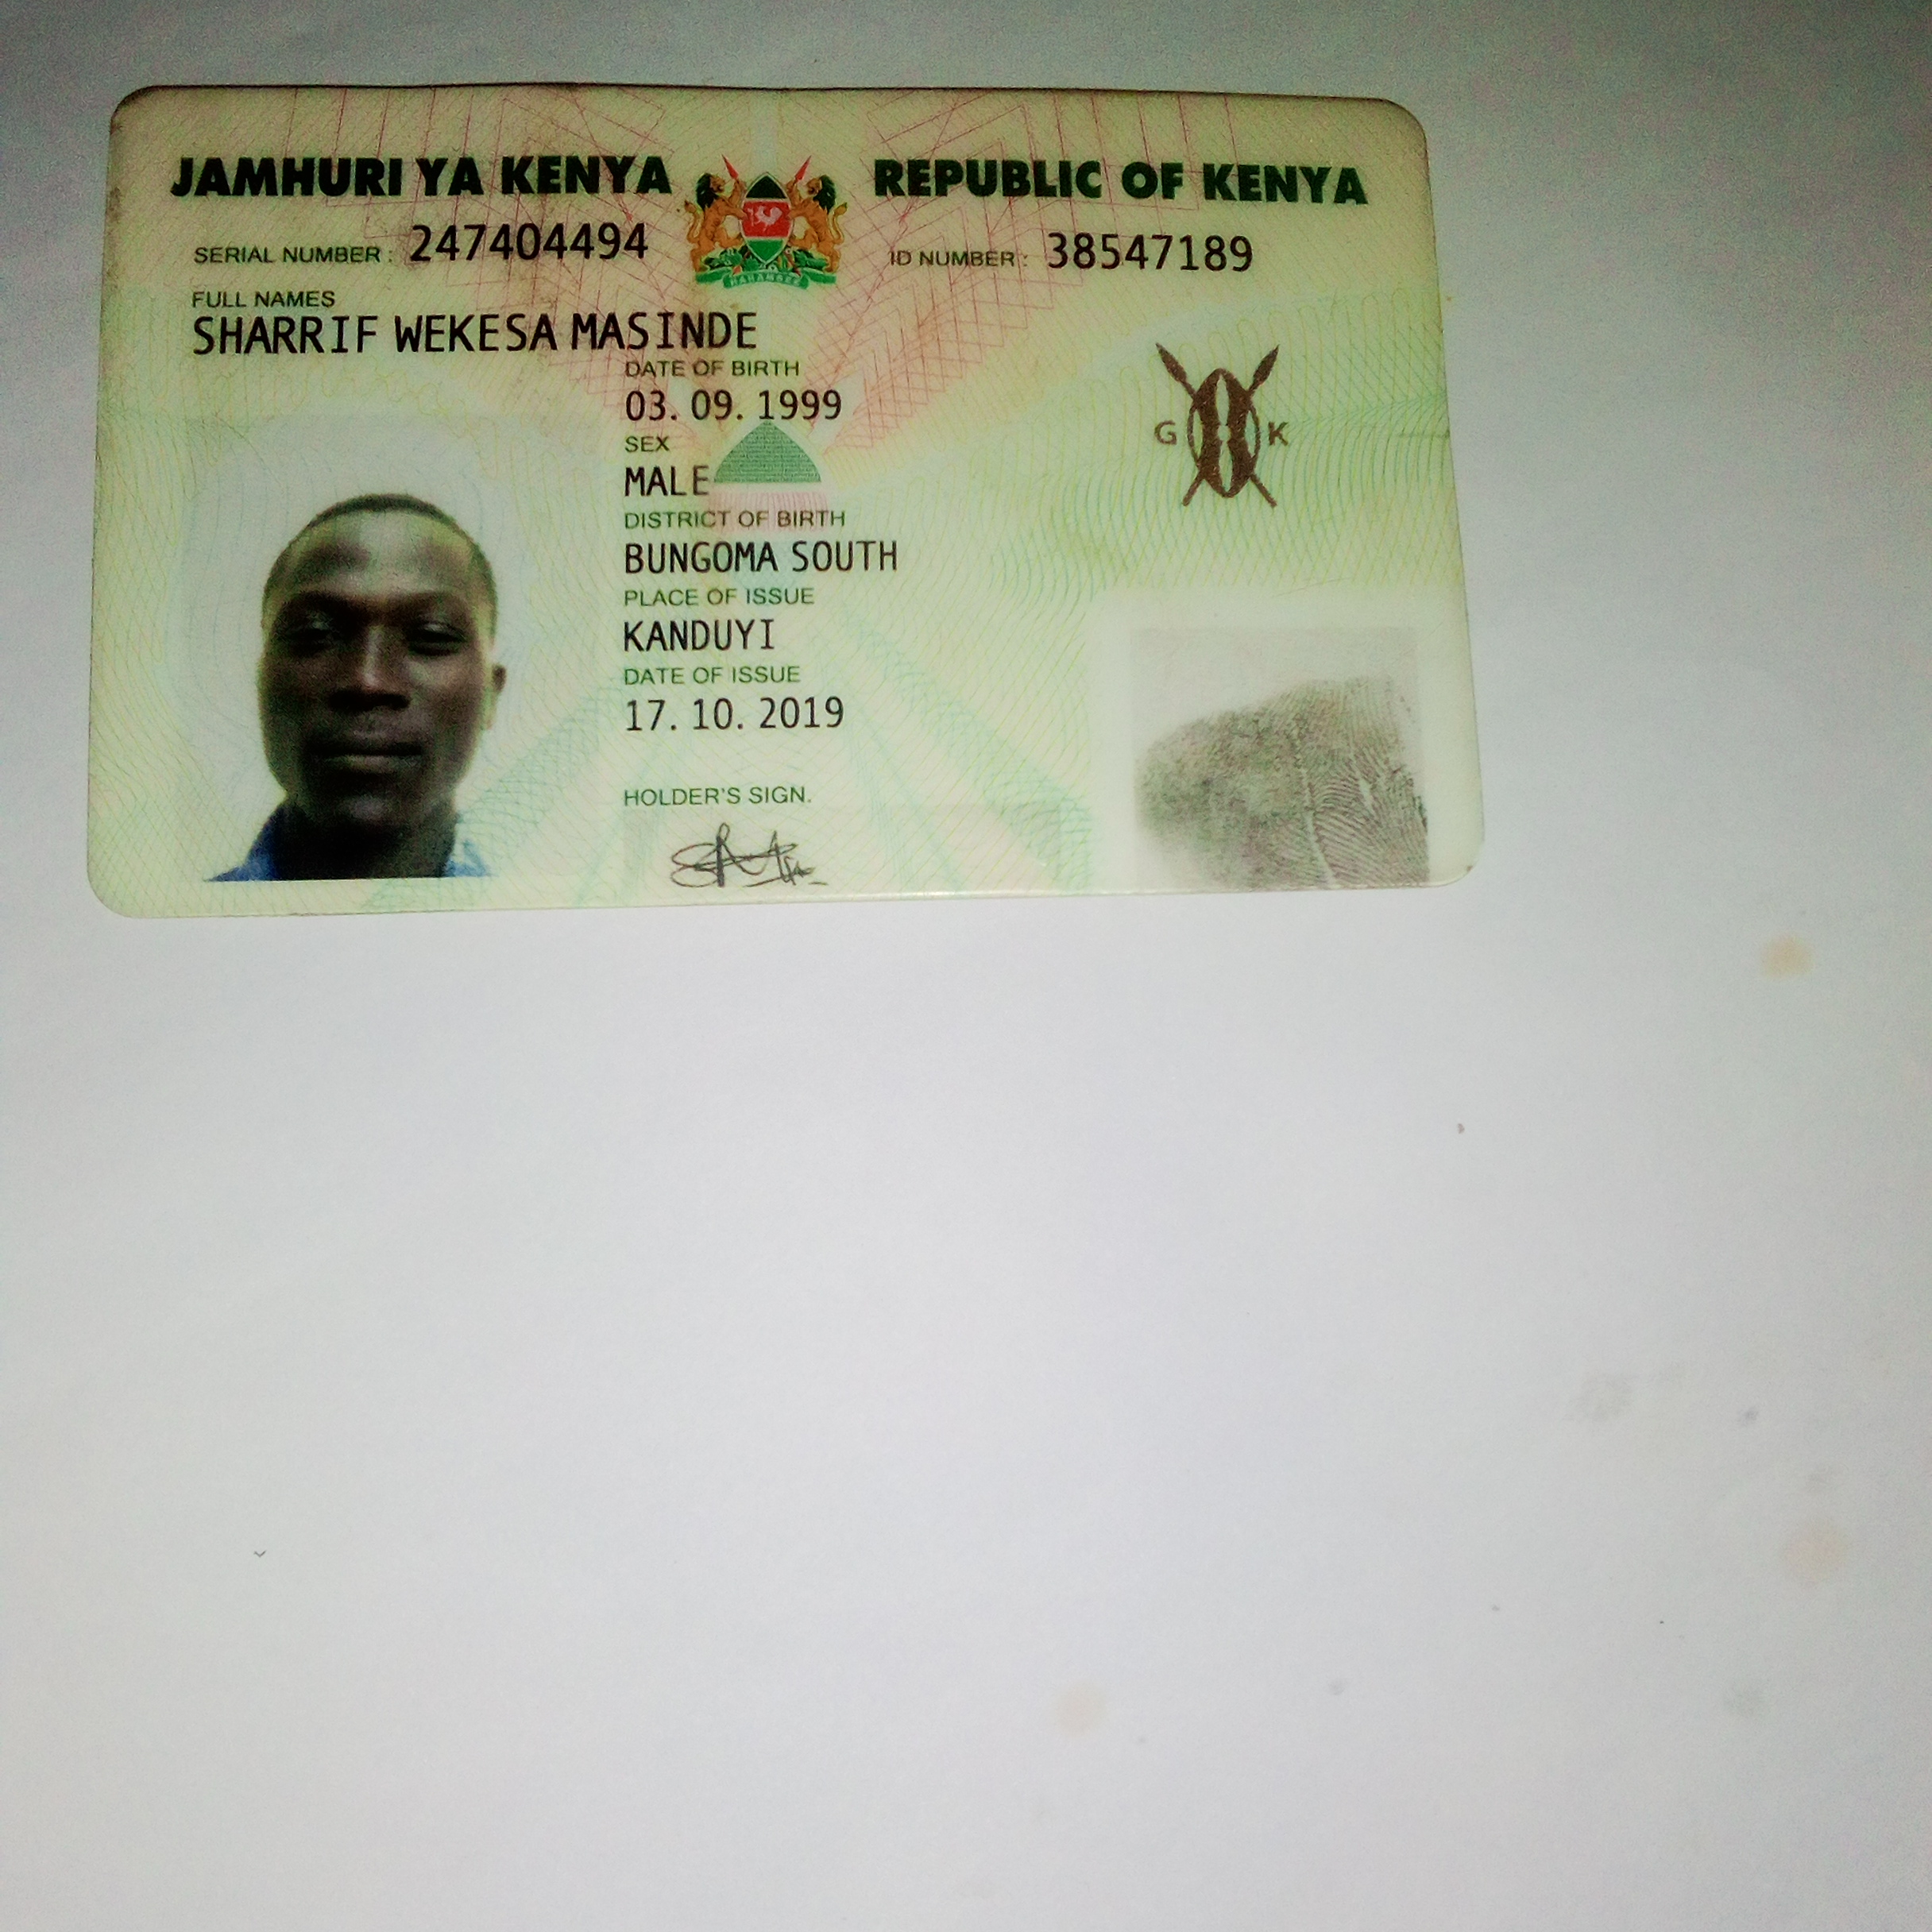 JAMHURI YA KENYA REPUBLIC OF KENYA
SERIAL NUMBER : 247404494 ID NUMBER : 38547189
FULL NAMES
SHARRIF WEKESA MASINDE
DATE OF BIRTH
03. 09. 1999
SEX
MALE
G K
DISTRICT OF BIRTH
BUNGOMA SOUTH
PLACE OF ISSUE
KANDUYI
DATE OF ISSUE
17. 10. 2019
HOLDER'S SIGN.
HARAMBEE